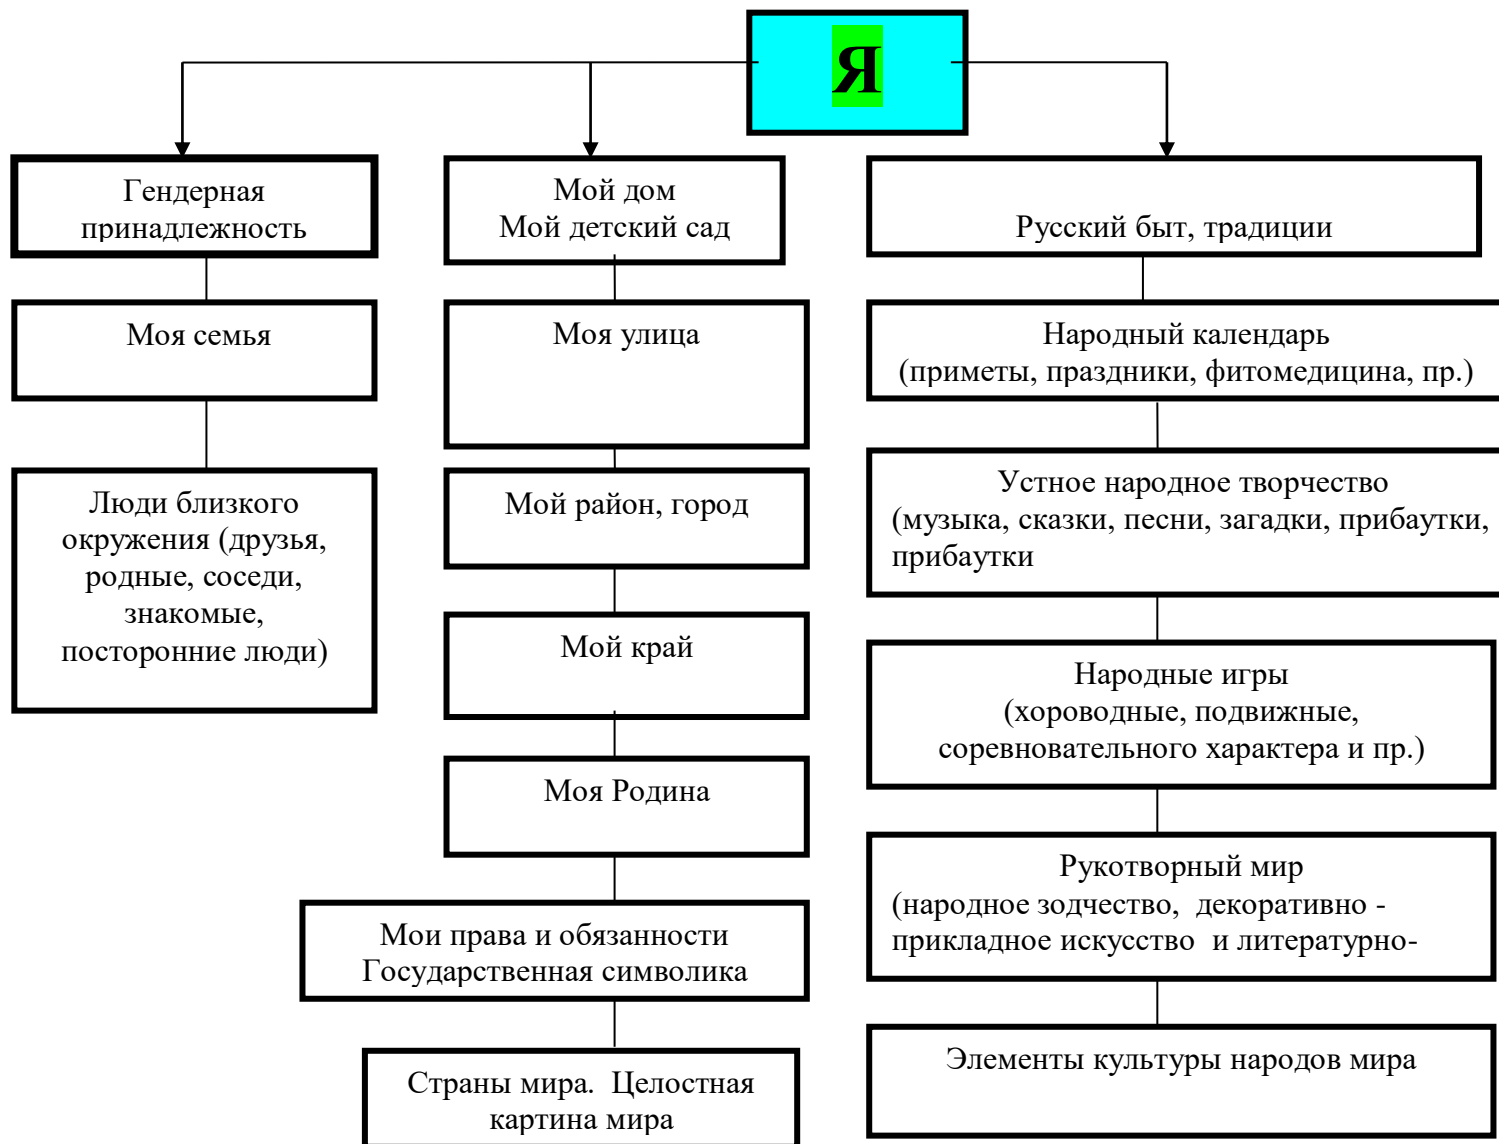 Я
Гендерная
принадлежность
Моя семья
Люди близкого
окружения (друзья,
родные, соседи,
знакомые,
посторонние люди)
Мой дом
Мой детский сад
Моя улица
Мой район, город
Мой край
Моя Родина
Мои права и обязанности
Государственная символика
Страны мира.  Целостная
картина мира
Русский быт, традиции
Народный календарь
(приметы, праздники, фитомедицина, пр.)
Устное народное творчество
(музыка, сказки, песни, загадки, прибаутки,
прибаутки
Народные игры
(хороводные, подвижные,
соревновательного характера и пр.)
Рукотворный мир
(народное зодчество,  декоративно -
прикладное искусство  и литературно-
Элементы культуры народов мира